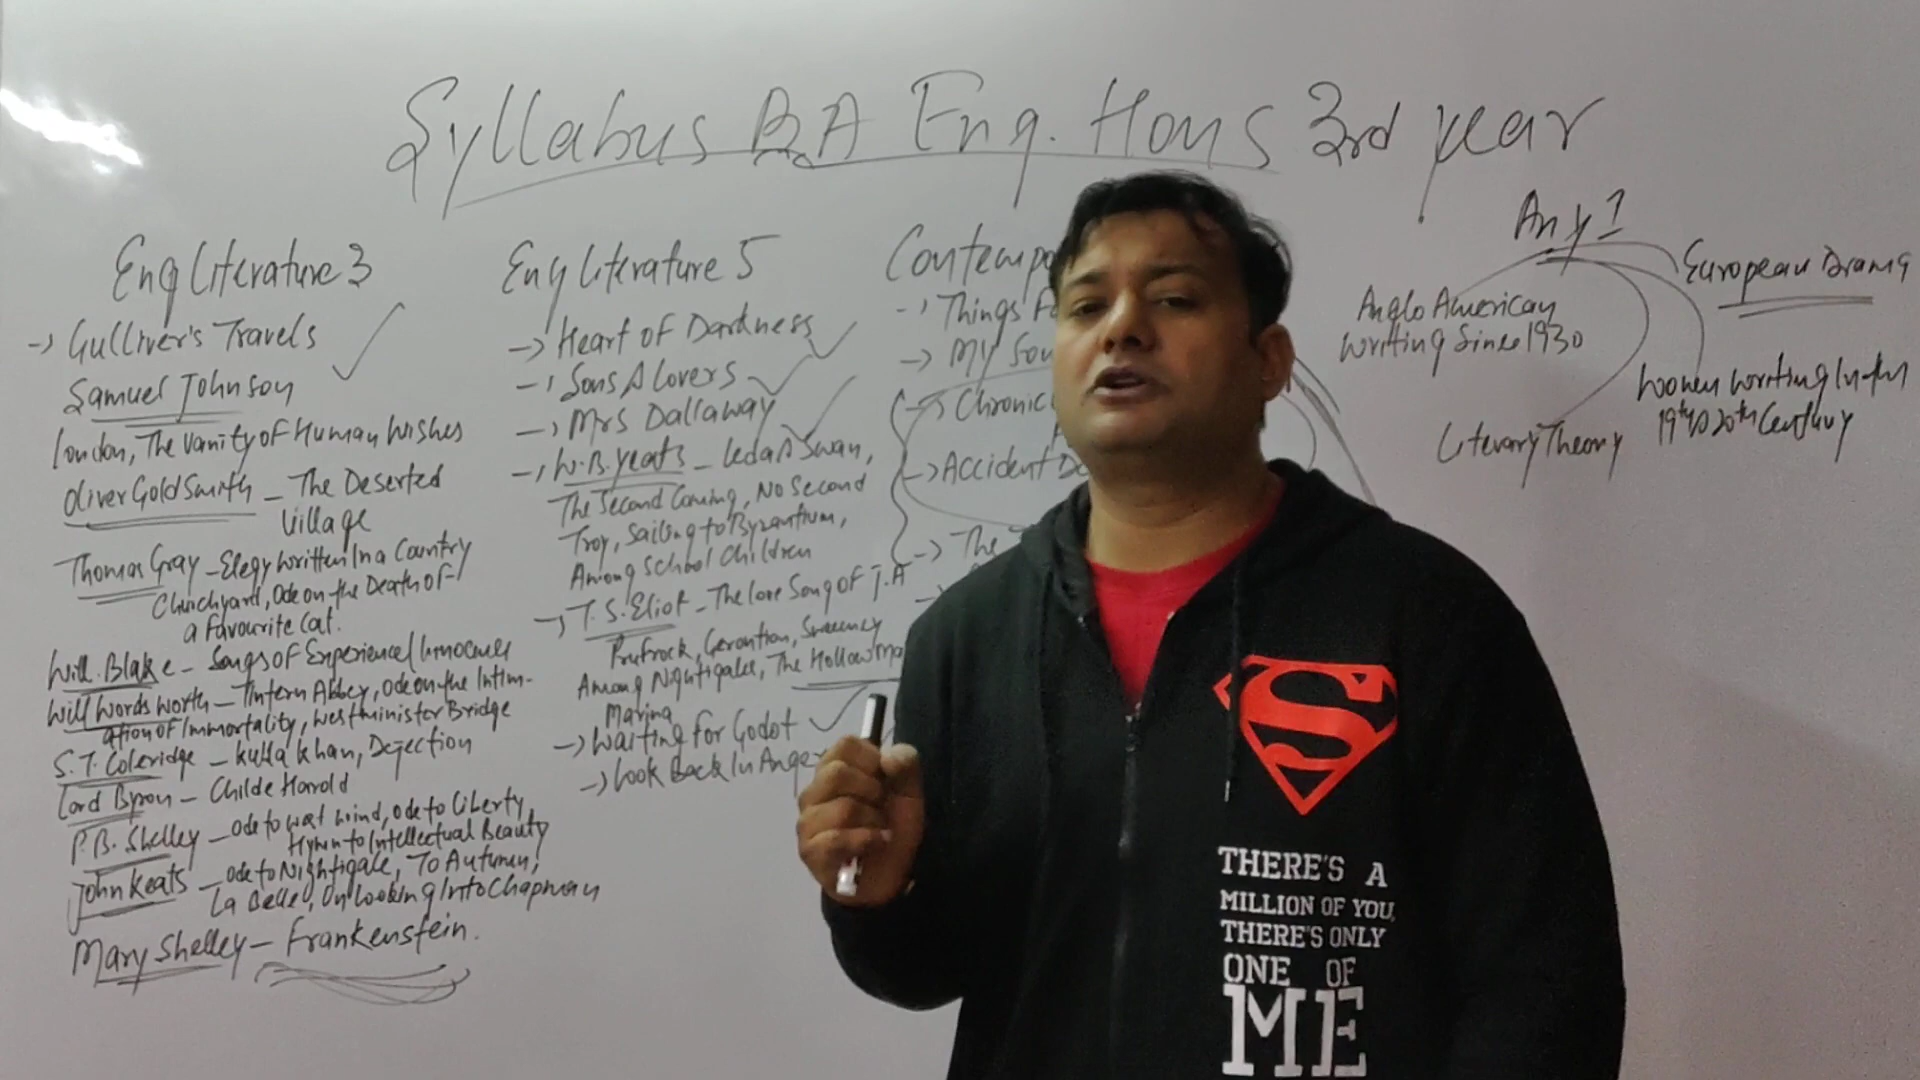 Syllabus BA Eng. Hons 3rd year
Eng Literature 3
-> Gulliver's Travels
Samuel Johnson
London, The Vanity of Human Wishes
Oliver GoldSmith - The Deserted
Village
Thomas Gray - Elegy Written In a Country
Churchyard, Ode on the Death of
a Favourite Cat.
Will. Blake - Songs of Experience/Innocence
Will Words worth - Tintern Abbey, Ode on the Intim-
ation of Immortality, Westminister Bridge
S. T. Coleridge - Kubla Khan, Dejection
Lord Byron - Childe Harold
P.B. Shelley - Ode to west wind, Ode to Liberty,
Hymn to Intellectual Beauty
John Keats - Ode to Nightigale, To Autumn,
La Belle, On Looking Into Chapman
Mary Shelley - Frankenstein.
Eng Literature 5
-> Heart of Darkness
-> Sons & Lovers
-> Mrs Dallaway
-> W.B. Yeats - Leda & Swan,
The Second Coming, No Second
Troy, Sailing to Byzantium,
Among School Children
-> T. S. Eliot - The love Song of J. A
Prufrock, Gerontion, Sweeney
Among Nightigales, The Hollow
Marina
-> Waiting For Godot
-> Look Back In Anger
Contempo
-> Things Fa
-> My
-> Chronic
-> Accident
-> The
Any 1
European Drama
Anglo American
Writing Since 1930
Women Writing In
19th & 20th Century
Literary Theory
S
THERE'S A
MILLION OF YOU,
THERE'S ONLY
ONE OF
ME